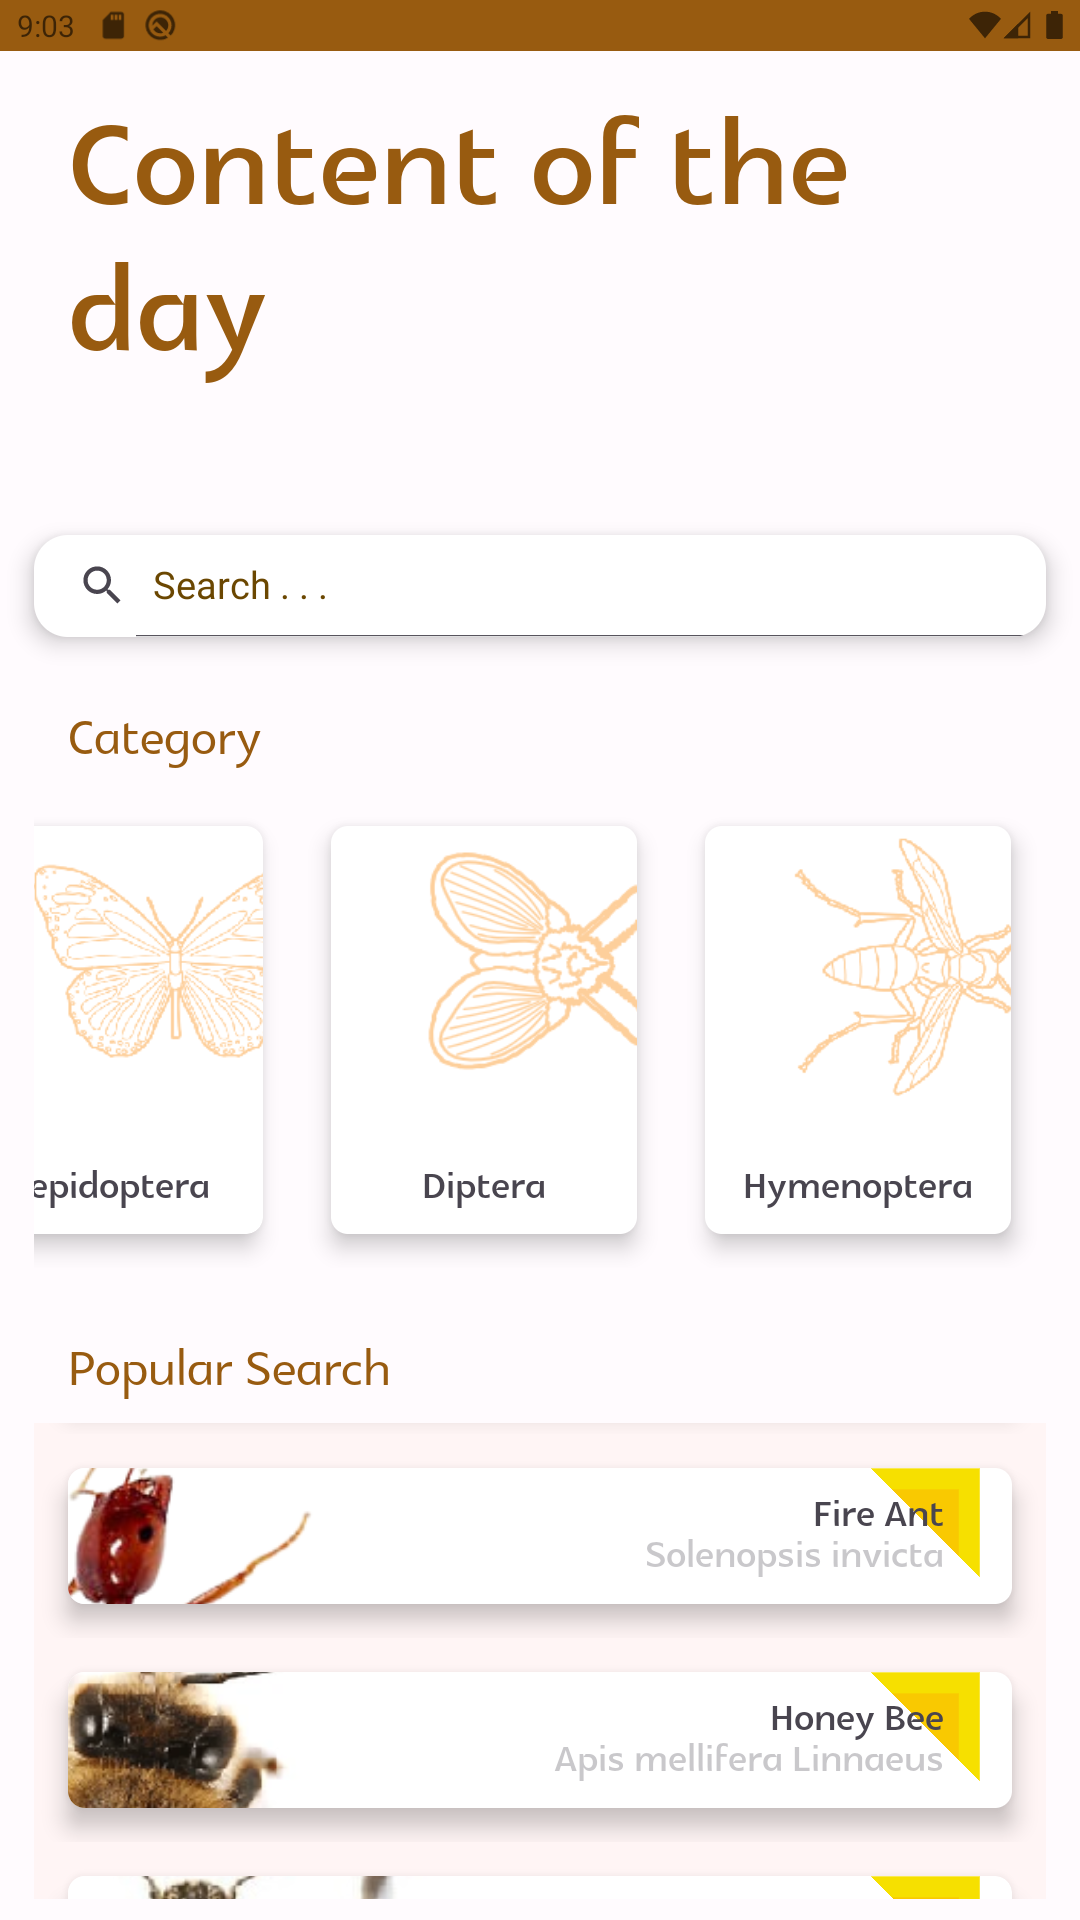 9:03
Content of the
day
Search . . .
Category
epidoptera
Diptera
Hymenoptera
Popular Search
Fire Ant
Solenopsis invicta
Honey Bee
Apis mellifera Linnaeus